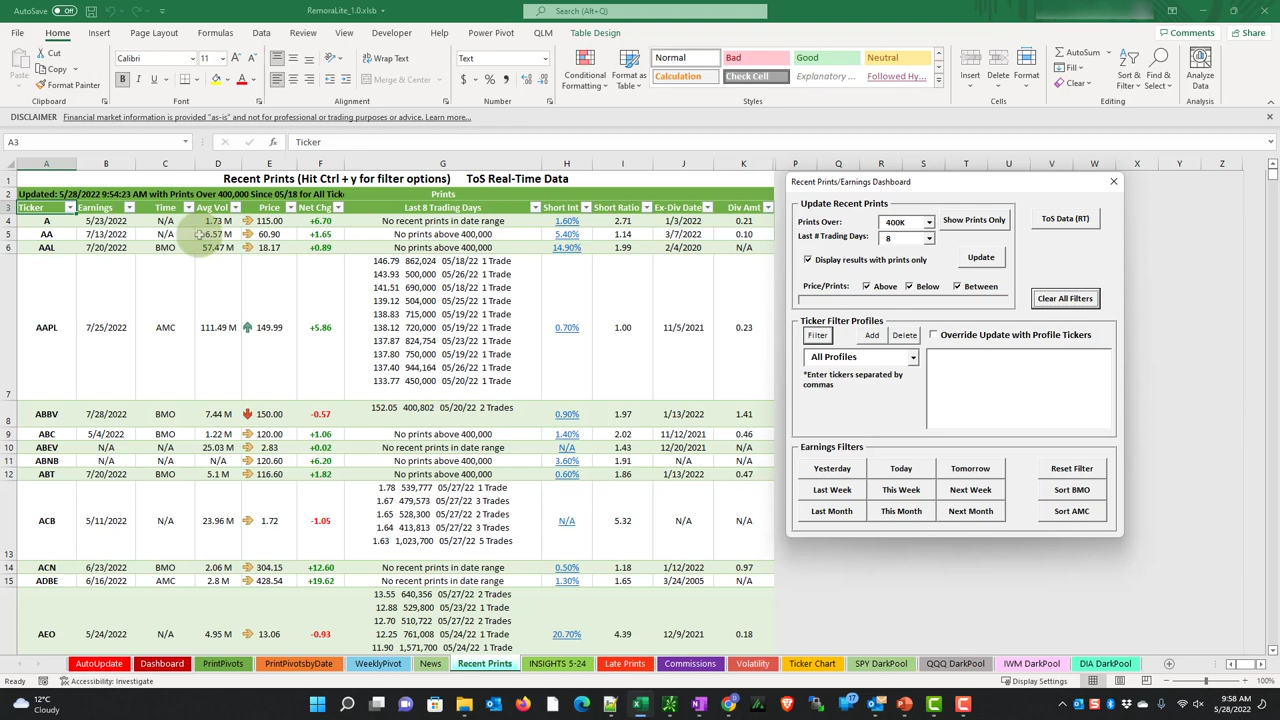 AutoSave Off RemoraLite_1.0.xlsb Search (Alt+Q)
File Home Insert Page Layout Formulas Data Review View Developer Help Power Pivot QLM Table Design Comments Share
Paste Cut Copy Format Painter Clipboard
Calibri 11 B I U A Font
Wrap Text Merge & Center Alignment
Text $ % Number
Conditional Formatting Format as Table Normal Bad Good Neutral Calculation Check Cell Explanatory ... Followed Hy... Styles
Insert Delete Format Cells
AutoSum Fill Clear Sort & Filter Find & Select Editing
Analyze Data Analysis
DISCLAIMER Financial market information is provided "as-is" and not for professional or trading purposes or advice. Learn more...
A3 fx Ticker
A B C D E F G H I J K P Q R S T U V W X Y Z
1 Recent Prints (Hit Ctrl + y for filter options) ToS Real-Time Data
2 Updated: 5/28/2022 9:54:23 AM with Prints Over 400,000 Since 05/18 for All Ticke Prints
Ticker Earnings Time Avg Vol Price Net Chg Last 8 Trading Days Short Int Short Ratio Ex-Div Date Div Amt
4 A 5/23/2022 N/A 1.73 M 115.00 +6.70 No recent prints in date range 1.60% 2.71 1/3/2022 0.21
5 AA 7/13/2022 N/A 6.57 M 60.90 +1.65 No prints above 400,000 5.40% 1.14 3/7/2022 0.10
6 AAL 7/20/2022 BMO 57.47 M 18.17 +0.89 No prints above 400,000 14.90% 1.99 2/4/2020 N/A
146.79 862,024 05/18/22 1 Trade
143.93 500,000 05/26/22 1 Trade
141.51 690,000 05/18/22 1 Trade
139.12 504,000 05/25/22 1 Trade
138.83 715,000 05/19/22 1 Trade
7 AAPL 7/25/2022 AMC 111.49 M 149.99 +5.86 138.12 720,000 05/19/22 1 Trade 0.70% 1.00 11/5/2021 0.23
137.87 824,754 05/23/22 1 Trade
137.80 750,000 05/19/22 1 Trade
137.40 944,164 05/26/22 1 Trade
133.77 450,000 05/20/22 1 Trade
8 ABBV 7/28/2022 BMO 7.44 M 150.00 -0.57 152.05 400,802 05/20/22 2 Trades 0.90% 1.97 1/13/2022 1.41
9 ABC 5/4/2022 BMO 1.22 M 120.00 +1.06 No prints above 400,000 1.40% 2.02 11/12/2021 0.46
10 ABEV N/A N/A 25.03 M 2.83 +0.02 No recent prints in date range N/A 1.43 12/20/2021 N/A
11 ABNB N/A N/A 120.60 +6.20 No prints above 400,000 3.60% 1.91 N/A N/A
12 ABT 7/20/2022 BMO 5.1 M 116.60 +1.82 No prints above 400,000 0.60% 1.86 1/13/2022 0.47
1.78 539,777 05/27/22 3 Trades
1.67 479,573 05/27/22 3 Trades
13 ACB 5/11/2022 N/A 23.96 M 1.72 -1.05 1.65 528,300 05/27/22 2 Trades N/A 5.32 N/A N/A
1.64 413,813 05/27/22 3 Trades
1.63 1,023,700 05/27/22 5 Trades
14 ACN 6/23/2022 BMO 2.06 M 304.15 +12.60 No recent prints in date range 0.50% 1.18 1/12/2022 0.97
15 ADBE 6/16/2022 AMC 2.8 M 428.54 +19.62 No recent prints in date range 1.30% 1.65 3/24/2005 N/A
13.55 640,356 05/27/22 2 Trades
12.88 529,800 05/23/22 1 Trade
12.70 510,722 05/27/22 1 Trade
AEO 5/24/2022 N/A 4.95 M 13.06 -0.93 12.25 761,008 05/24/22 1 Trade 20.70% 4.39 12/9/2021 0.18
11.90 1,571,700 05/24/22 1 Trade
Recent Prints/Earnings Dashboard
Update Recent Prints
Prints Over: 400K Show Prints Only ToS Data (RT)
Last # Trading Days: 8
Display results with prints only Update
Price/Prints: Above Below Between
Clear All Filters
Ticker Filter Profiles
Filter Add Delete Override Update with Profile Tickers
All Profiles
*Enter tickers separated by commas
Earnings Filters
Yesterday Today Tomorrow Reset Filter
Last Week This Week Next Week Sort BMO
Last Month This Month Next Month Sort AMC
AutoUpdate Dashboard PrintPivots PrintPivotsbyDate WeeklyPivot News Recent Prints INSIGHTS 5-24 Late Prints Commissions Volatility Ticker Chart SPY DarkPool QQQ DarkPool IWM DarkPool DIA DarkPool
Ready Accessibility: Investigate Display Settings 100%
12°C
Cloudy
9:58 AM
5/28/2022